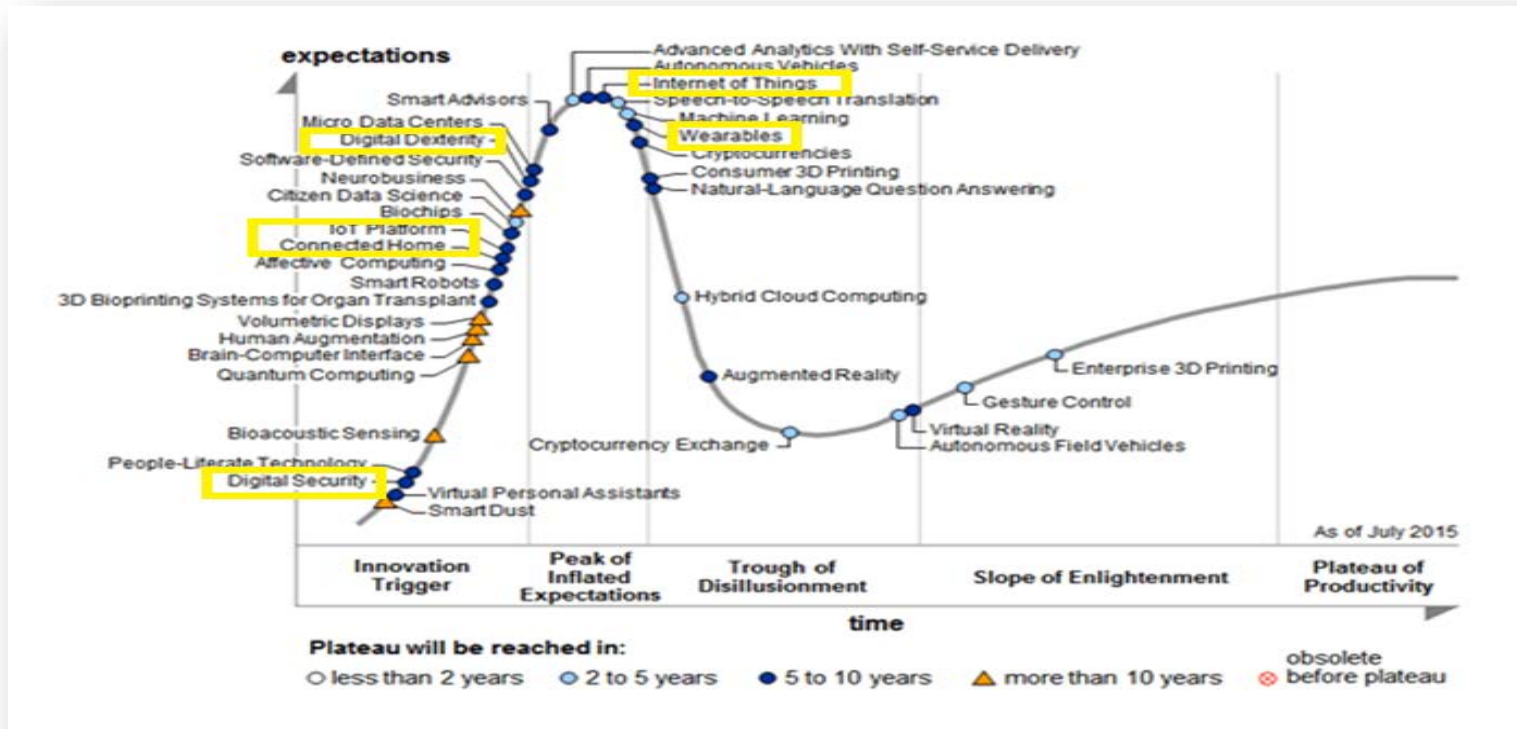 expectations
Advanced Analytics With Self-Service Delivery
Autonomous Vehicles
Internet of Things
Speech-to-Speech Translation
Machine Learning
Wearables
Cryptocurrencies
Consumer 3D Printing
Natural-Language Question Answering
Smart Advisors
Micro Data Centers
Digital Dexterity
Software-Defined Security
Neurobusiness
Citizen Data Science
Biochips
IoT Platform
Connected Home
Affective Computing
Smart Robots
3D Bioprinting Systems for Organ Transplant
Volumetric Displays
Human Augmentation
Brain-Computer Interface
Quantum Computing
Bioacoustic Sensing
People-Literate Technology
Digital Security
Virtual Personal Assistants
Smart Dust
Hybrid Cloud Computing
Augmented Reality
Cryptocurrency Exchange
Enterprise 3D Printing
Gesture Control
Virtual Reality
Autonomous Field Vehicles
As of July 2015
Innovation
Trigger
Peak of
Inflated
Expectations
Trough of
Disillusionment
Slope of Enlightenment
Plateau of
Productivity
time
Plateau will be reached in:
less than 2 years
2 to 5 years
5 to 10 years
more than 10 years
obsolete
before plateau